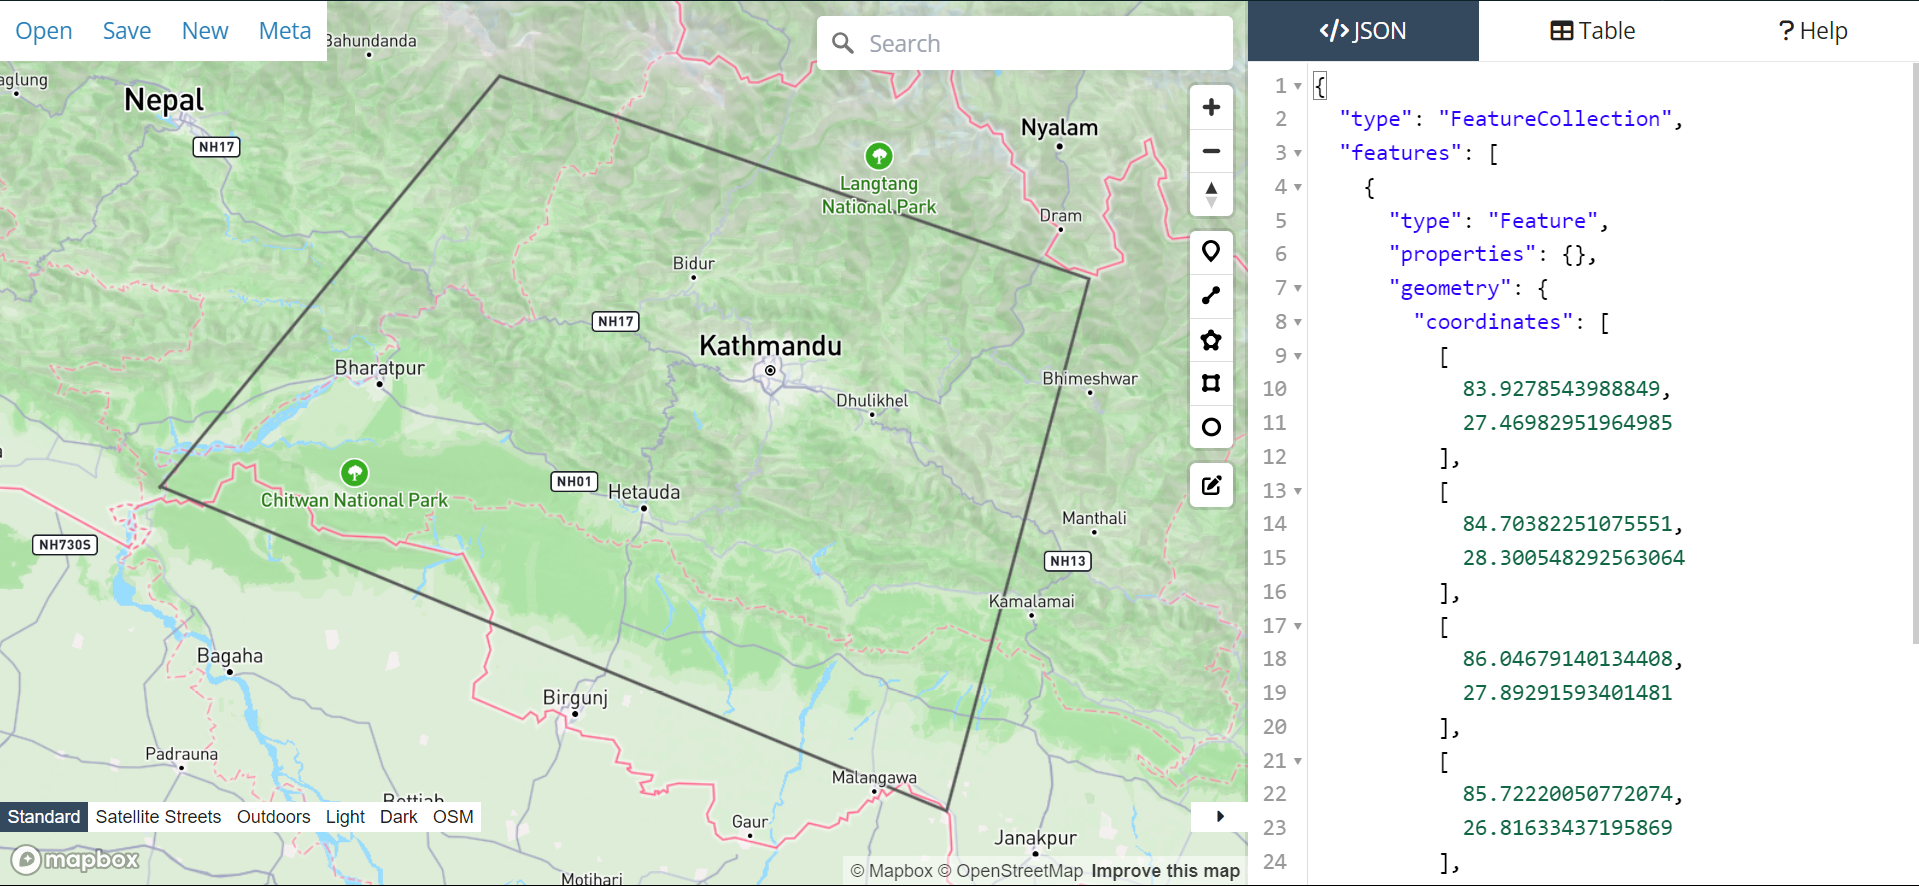 Open Save New Meta
Search
</> JSON Table ? Help
Bahundanda
aglung
Nepal
NH17
Nyalam
Langtang
National Park
Dram
Bidur
NH17
Kathmandu
Bharatpur
Bhimeshwar
Dhulikhel
Chitwan National Park
NH01
Hetauda
Manthali
NH730S
NH13
Kamalamai
Bagaha
Birgunj
Padrauna
Malangawa
Bettiah
Gaur
Janakpur
Motihari
Standard Satellite Streets Outdoors Light Dark OSM
mapbox
© Mapbox © OpenStreetMap Improve this map
1 {
2 "type": "FeatureCollection",
3 "features": [
4 {
5 "type": "Feature",
6 "properties": {},
7 "geometry": {
8 "coordinates": [
9 [
10 83.9278543988849,
11 27.46982951964985
12 ],
13 [
14 84.70382251075551,
15 28.300548292563064
16 ],
17 [
18 86.04679140134408,
19 27.89291593401481
20 ],
21 [
22 85.72220050772074,
23 26.81633437195869
24 ],